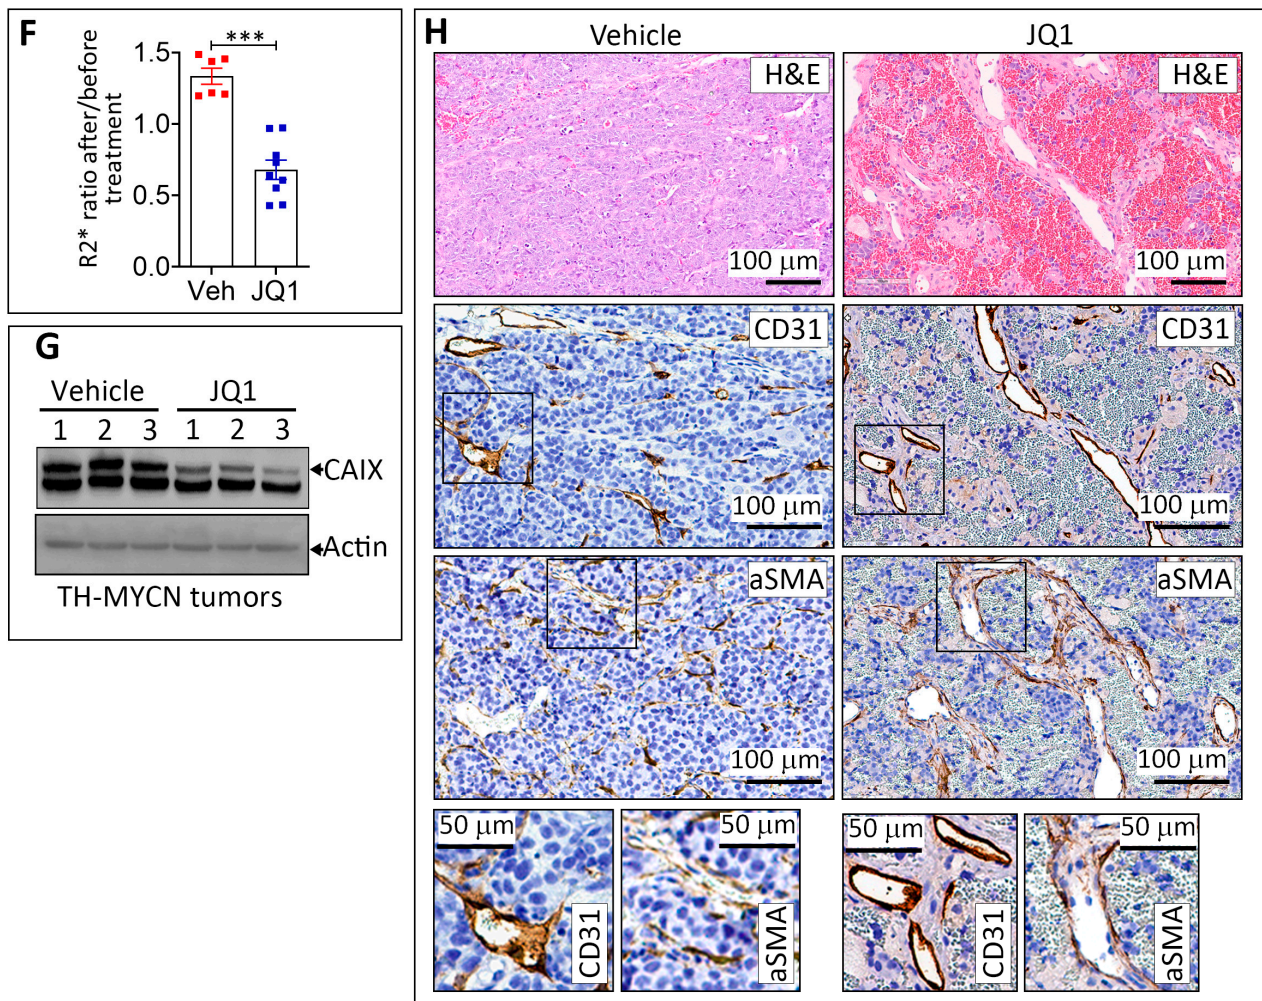 F
***
R2* ratio after/before
treatment
1.5
1.0
0.5
0.0
Veh JQ1
G
Vehicle JQ1
1 2 3 1 2 3
CAIX
Actin
TH-MYCN tumors
H
Vehicle JQ1
H&E H&E
100 μm 100 μm
CD31 CD31
100 μm 100 μm
aSMA aSMA
100 μm 100 μm
50 μm 50 μm 50 μm 50 μm
CD31 aSMA CD31 aSMA